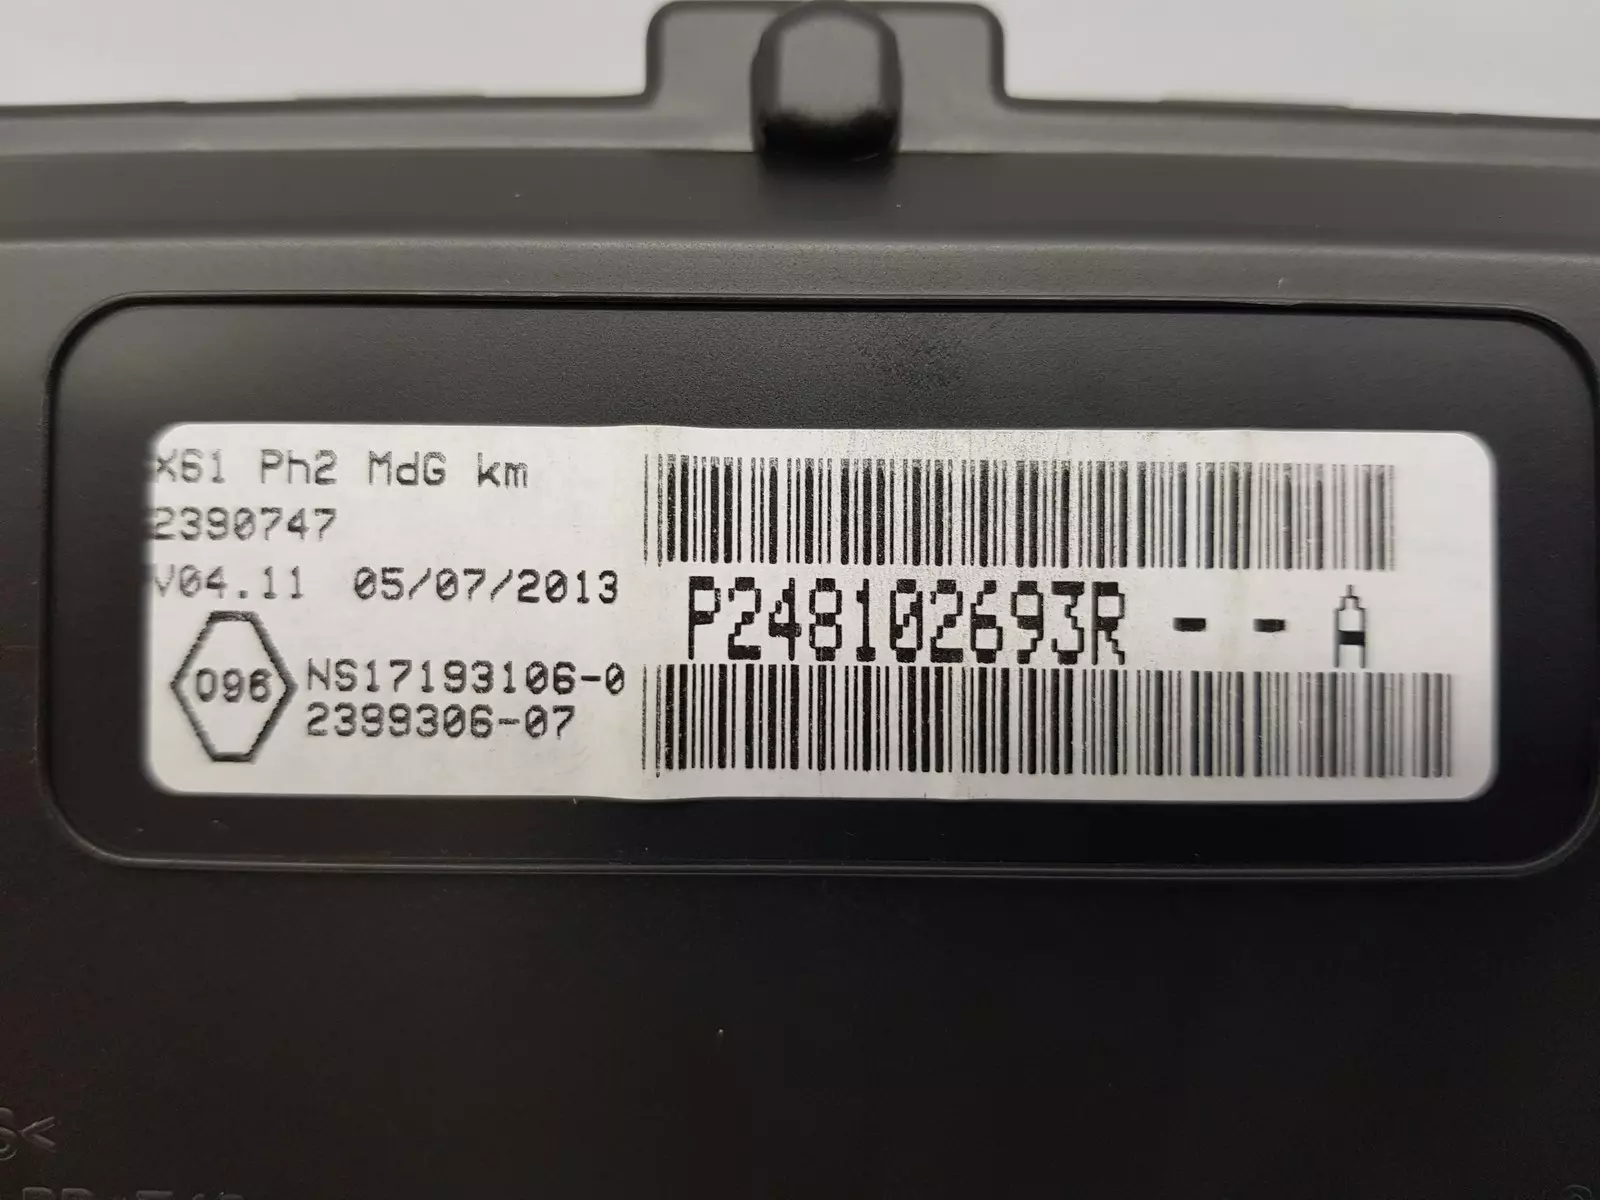 X61 Ph2 MdG km
2390747
V04.11 05/07/2013
096
NS17193106-0
2399306-07
P248102693R - - A